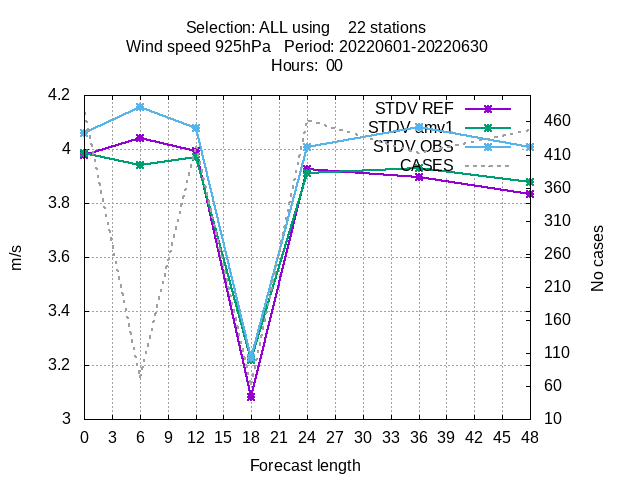 Selection: ALL using 22 stations
Wind speed 925hPa Period: 20220601-20220630
Hours: 00
STDV REF
STDV amv1
STDV OBS
CASES
4.2
4
3.8
3.6
3.4
3.2
3
m/s
460
410
360
310
260
210
160
110
60
10
No cases
0 3 6 9 12 15 18 21 24 27 30 33 36 39 42 45 48
Forecast length